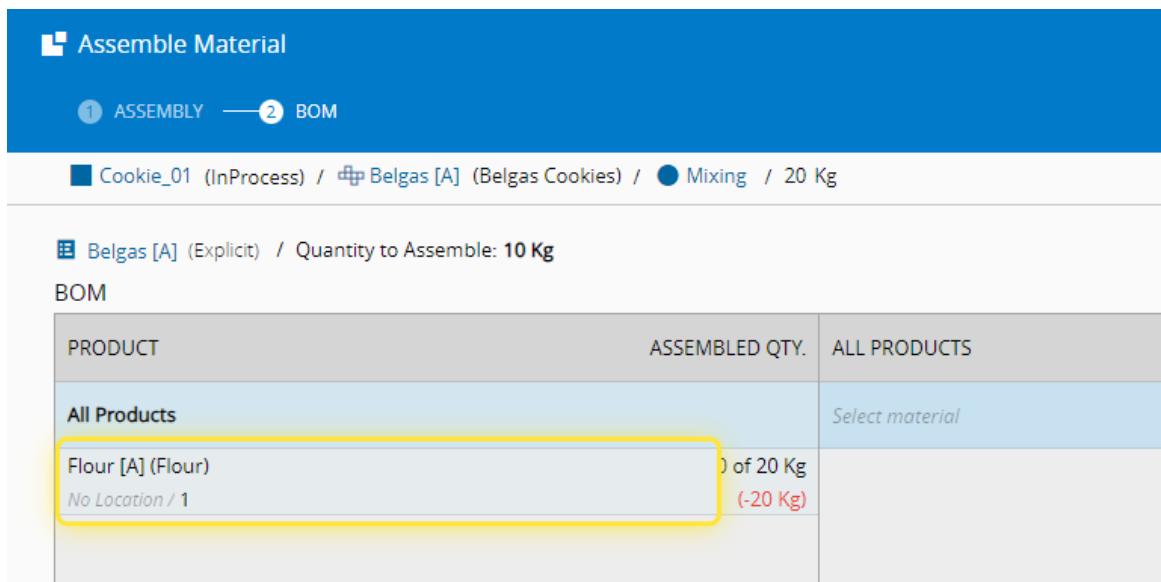 Assemble Material
1 ASSEMBLY 2 BOM
Cookie_01 (InProcess) / Belgas [A] (Belgas Cookies) / Mixing / 20 Kg
Belgas [A] (Explicit) / Quantity to Assemble: 10 Kg
BOM
PRODUCT ASSEMBLED QTY. ALL PRODUCTS
All Products Select material
Flour [A] (Flour) 0 of 20 Kg
No Location / 1 (-20 Kg)